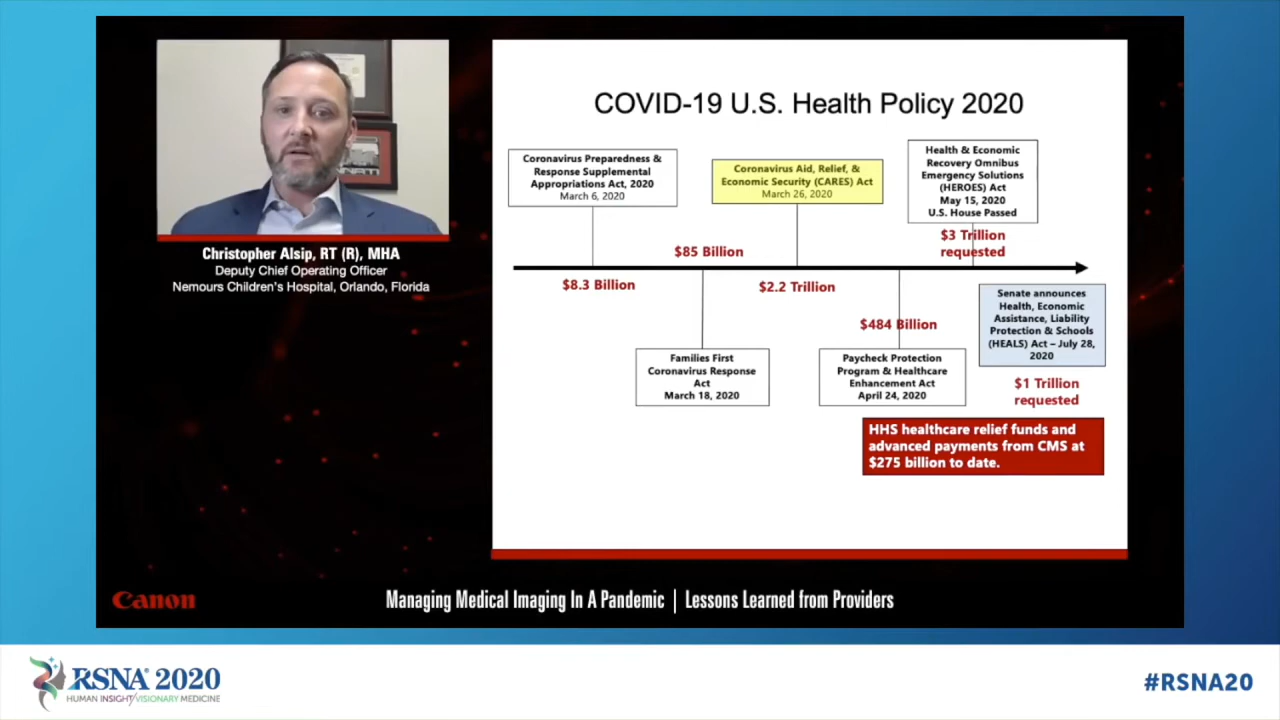 Christopher Alsip, RT (R), MHA
Deputy Chief Operating Officer
Nemours Children's Hospital, Orlando, Florida
COVID-19 U.S. Health Policy 2020
Coronavirus Preparedness &
Response Supplemental
Appropriations Act, 2020
March 6, 2020
Coronavirus Aid, Relief, &
Economic Security (CARES) Act
March 26, 2020
Health & Economic
Recovery Omnibus
Emergency Solutions
(HEROES) Act
May 15, 2020
U.S. House Passed
$3 Trillion
requested
$85 Billion
$8.3 Billion
$2.2 Trillion
$484 Billion
Senate announces
Health, Economic
Assistance, Liability
Protection & Schools
(HEALS) Act – July 28,
2020
Families First
Coronavirus Response
Act
March 18, 2020
Paycheck Protection
Program & Healthcare
Enhancement Act
April 24, 2020
$1 Trillion
requested
HHS healthcare relief funds and
advanced payments from CMS at
$275 billion to date.
Canon
Managing Medical Imaging In A Pandemic | Lessons Learned from Providers
RSNA® 2020
HUMAN INSIGHT/VISIONARY MEDICINE
#RSNA20